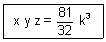 x y z = 81/32 k³